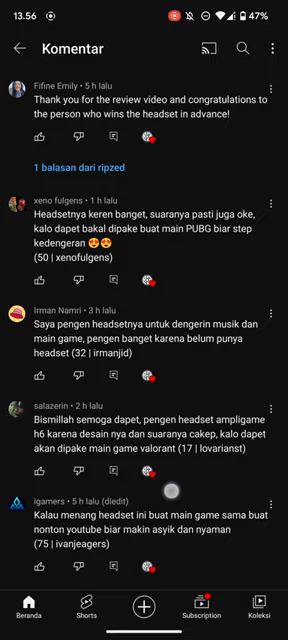 13.56
47%
Komentar
Fifine Emily • 5 h lalu
Thank you for the review video and congratulations to
the person who wins the headset in advance!
1 balasan dari ripzed
xeno fulgens • 1 h lalu
Headsetnya keren banget, suaranya pasti juga oke,
kalo dapet bakal dipake buat main PUBG biar step
kedengeran 😍😍
(50 | xenofulgens)
Irman Namri • 3 h lalu
Saya pengen headsetnya untuk dengerin musik dan
main game, pengen banget karena belum punya
headset (32 | irmanjid)
salazerin • 2 h lalu
Bismillah semoga dapet, pengen headset ampligame
h6 karena desain nya dan suaranya cakep, kalo dapet
akan dipake main game valorant (17 | lovarianst)
igamers • 5 h lalu (diedit)
Kalau menang headset ini buat main game sama buat
nonton youtube biar makin asyik dan nyaman
(75 | ivanjeagers)
Beranda
Shorts
Subscription
Koleksi